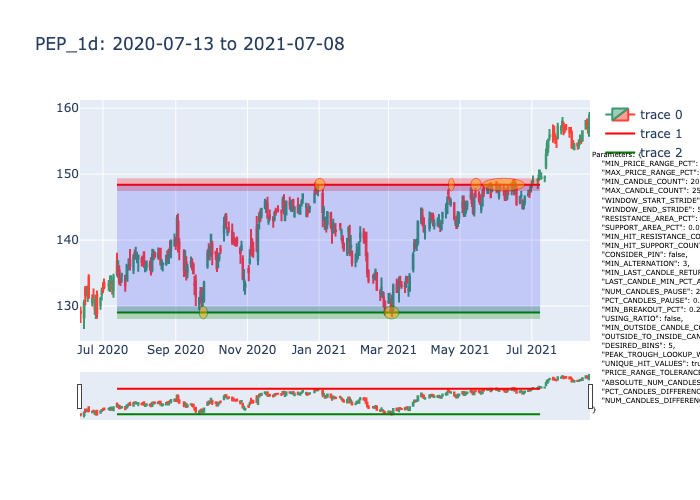 PEP_1d: 2020-07-13 to 2021-07-08
160
150
140
130
Jul 2020
Sep 2020
Nov 2020
Jan 2021
Mar 2021
May 2021
Jul 2021
trace 0
trace 1
trace 2
Parameters: {
"MIN_PRICE_RANGE_PCT":
"MAX_PRICE_RANGE_PCT":
"MIN_CANDLE_COUNT": 20
"MAX_CANDLE_COUNT": 25
"WINDOW_START_STRIDE"
"WINDOW_END_STRIDE": 5
"RESISTANCE_AREA_PCT":
"SUPPORT_AREA_PCT": 0.0
"MIN_HIT_RESISTANCE_CO
"MIN_HIT_SUPPORT_COUN
"CONSIDER_PIN": false,
"MIN_ALTERNATION": 3,
"MIN_LAST_CANDLE_RETUR
"LAST_CANDLE_MIN_PCT_A
"NUM_CANDLES_PAUSE": 2
"PCT_CANDLES_PAUSE": 0.
"MIN_BREAKOUT_PCT": 0.2
"USING_RATIO": false,
"MIN_OUTSIDE_CANDLE_CO
"OUTSIDE_TO_INSIDE_CAN
"DESIRED_BINS": 5,
"PEAK_TROUGH_LOOKUP_W
"UNIQUE_HIT_VALUES": tru
"PRICE_RANGE_TOLERANC
"ABSOLUTE_NUM_CANDLES
"PCT_CANDLES_DIFFERENC
"NUM_CANDLES_DIFFEREN
}